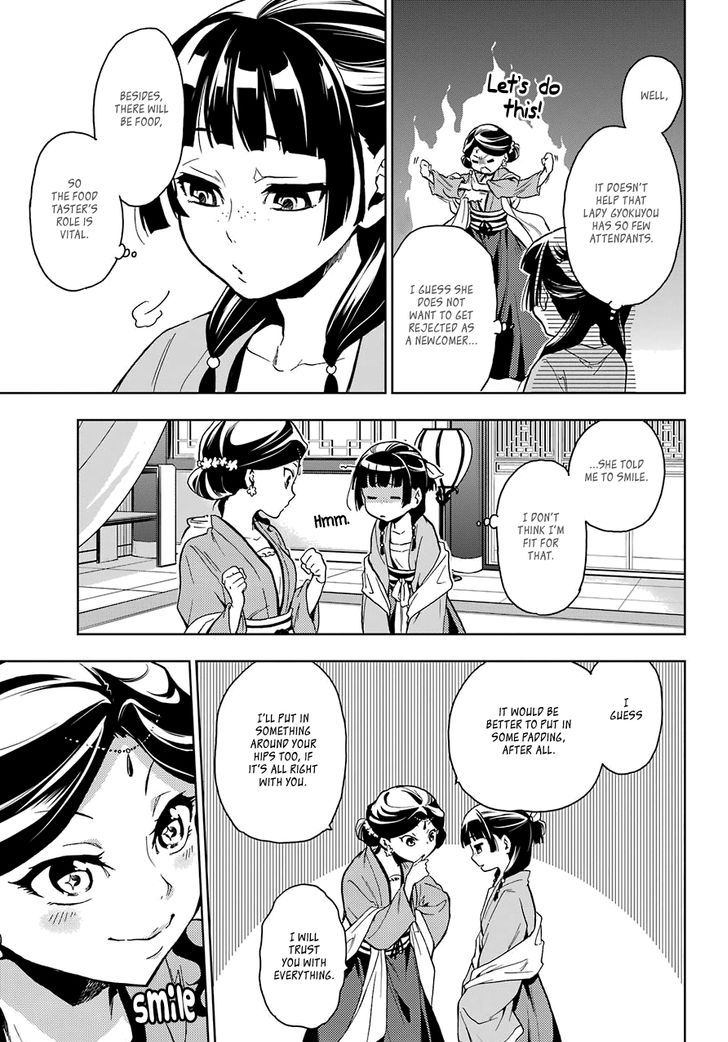 WELL,
IT DOESN'T
HELP THAT
LADY GYOKUYOU
HAS SO FEW
ATTENDANTS.
Let's do
this!
I GUESS SHE
DOES NOT
WANT TO GET
REJECTED AS
A NEWCOMER...
BESIDES,
THERE WILL
BE FOOD,
SO
THE FOOD
TASTER'S
ROLE IS
VITAL.
...SHE TOLD
ME TO SMILE.
I DON'T
THINK I'M
FIT FOR
THAT.
Hmm.
I
GUESS
IT WOULD BE
BETTER TO PUT IN
SOME PADDING,
AFTER ALL.
I'LL PUT IN
SOMETHING
AROUND YOUR
HIPS TOO, IF
IT'S ALL RIGHT
WITH YOU.
I WILL
TRUST
YOU WITH
EVERYTHING.
smile